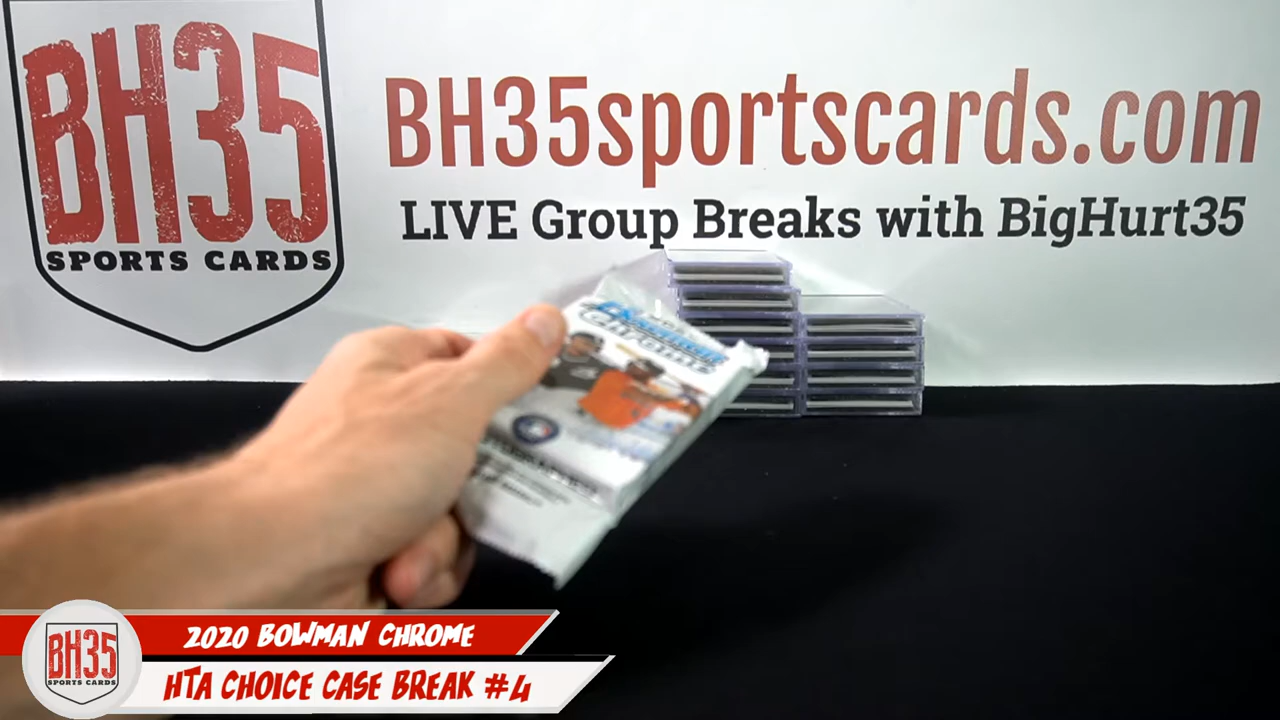 BH35
SPORTS CARDS
BH35sportscards.com
LIVE Group Breaks with BigHurt35
Bowman
Chrome
2020 BOWMAN CHROME
HTA CHOICE CASE BREAK #4
BH35
SPORTS CARDS